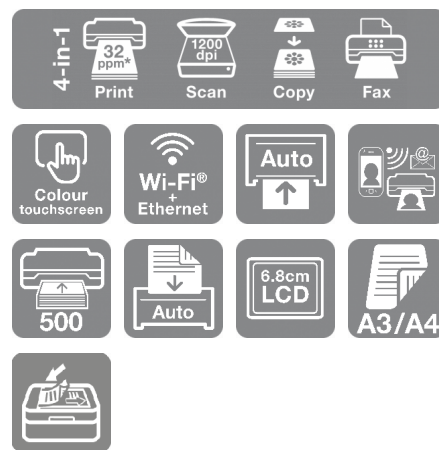 4-in-1
32
ppm*
Print
1200
dpi
Scan
Copy
Fax
Colour
touchscreen
Wi-Fi®
+
Ethernet
Auto
@
500
Auto
6.8cm
LCD
A3/A4